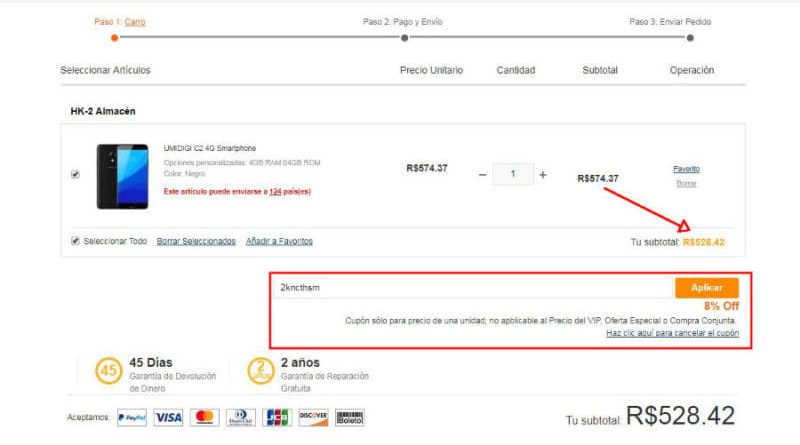 Paso 1: Carro
Paso 2: Pago y Envío
Paso 3: Enviar Pedido
Seleccionar Artículos Precio Unitario Cantidad Subtotal Operación
HK-2 Almacén
UMIDIGI C2 4G Smartphone
Opciones personalizadas: 4GB RAM 64GB ROM
Color: Negro
Este artículo puede enviarse a 124 país(es)
R$574.37 − 1 + R$574.37
Favorito
Borrar
Seleccionar Todo Borrar Seleccionados Añadir a Favoritos
Tu subtotal: R$528.42
2kncthsm Aplicar
8% Off
Cupón sólo para precio de una unidad; no applicable al Precio del VIP, Oferta Especial o Compra Conjunta.
Haz clic aquí para cancelar el cupón
45
45 Días
Garantía de Devolución
de Dinero
2
años
2 años
Garantía de Reparación
Gratuita
Aceptamos: PayPal VISA MasterCard Diners Club JCB DISCOVER Boleto
Tu subtotal: R$528.42